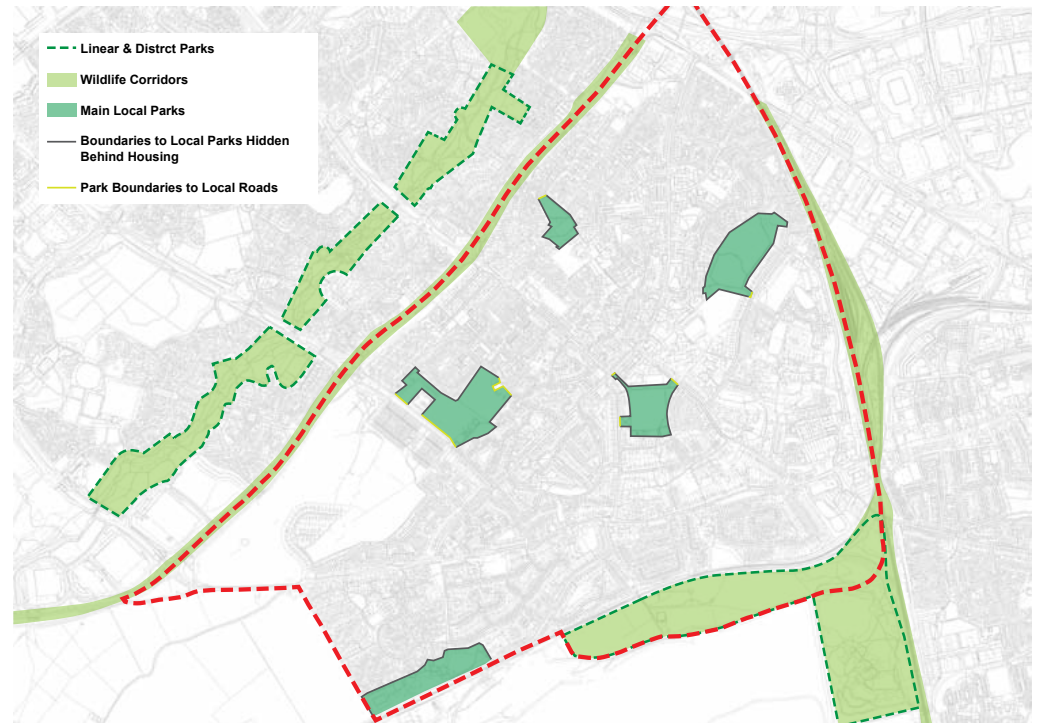 Linear & Distrct Parks
Wildlife Corridors
Main Local Parks
Boundaries to Local Parks Hidden
Behind Housing
Park Boundaries to Local Roads